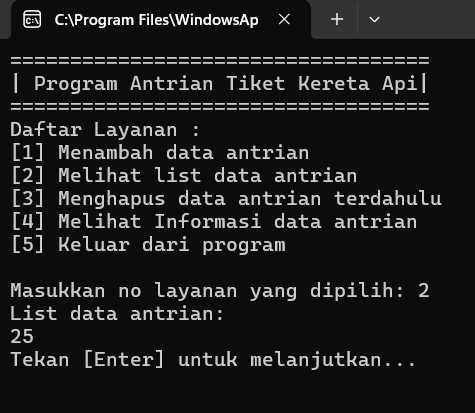 C:\Program Files\WindowsAp
===================================
| Program Antrian Tiket Kereta Api|
===================================
Daftar Layanan :
[1] Menambah data antrian
[2] Melihat list data antrian
[3] Menghapus data antrian terdahulu
[4] Melihat Informasi data antrian
[5] Keluar dari program
Masukkan no layanan yang dipilih: 2
List data antrian:
25
Tekan [Enter] untuk melanjutkan...